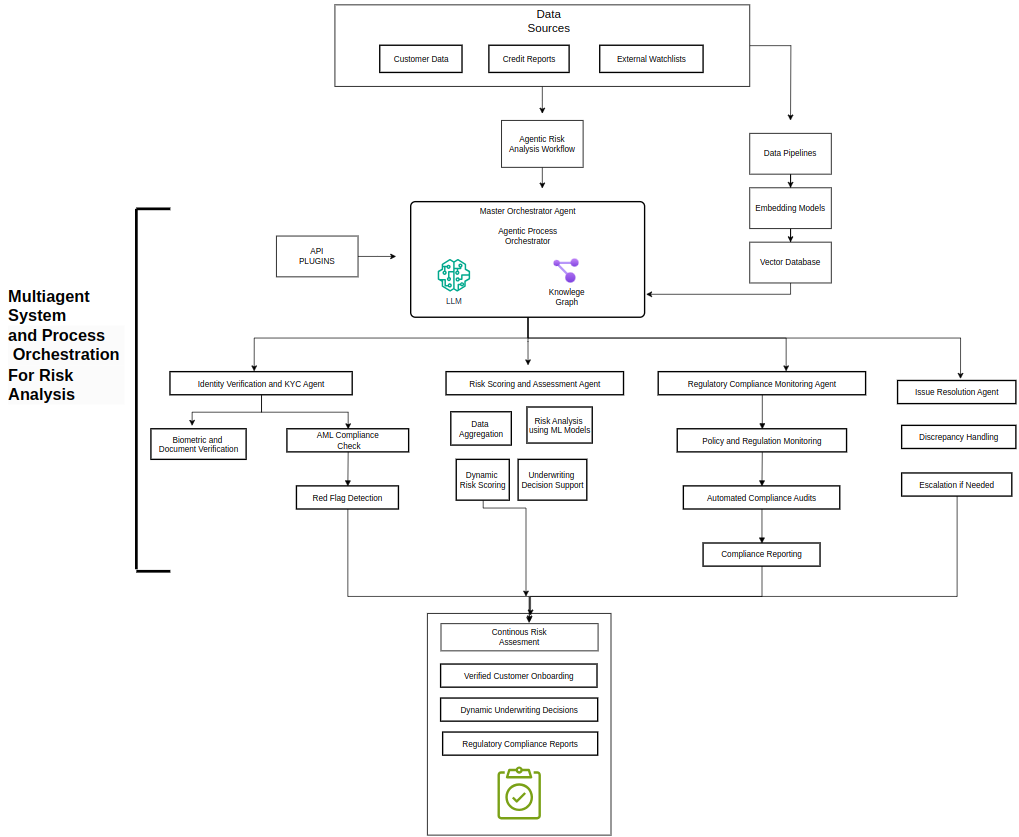 Data
Sources
Customer Data
Credit Reports
External Watchlists
Agentic Risk
Analysis Workflow
Data Pipelines
Embedding Models
Vector Database
Master Orchestrator Agent
Agentic Process
Orchestrator
LLM
Knowlege
Graph
API
PLUGINS
Multiagent
System
and Process
Orchestration
For Risk
Analysis
Identity Verification and KYC Agent
Biometric and
Document Verification
AML Compliance
Check
Red Flag Detection
Risk Scoring and Assessment Agent
Data
Aggregation
Risk Analysis
using ML Models
Dynamic
Risk Scoring
Underwriting
Decision Support
Regulatory Compliance Monitoring Agent
Policy and Regulation Monitoring
Automated Compliance Audits
Compliance Reporting
Issue Resolution Agent
Discrepancy Handling
Escalation if Needed
Continous Risk
Assesment
Verified Customer Onboarding
Dynamic Underwriting Decisions
Regulatory Compliance Reports